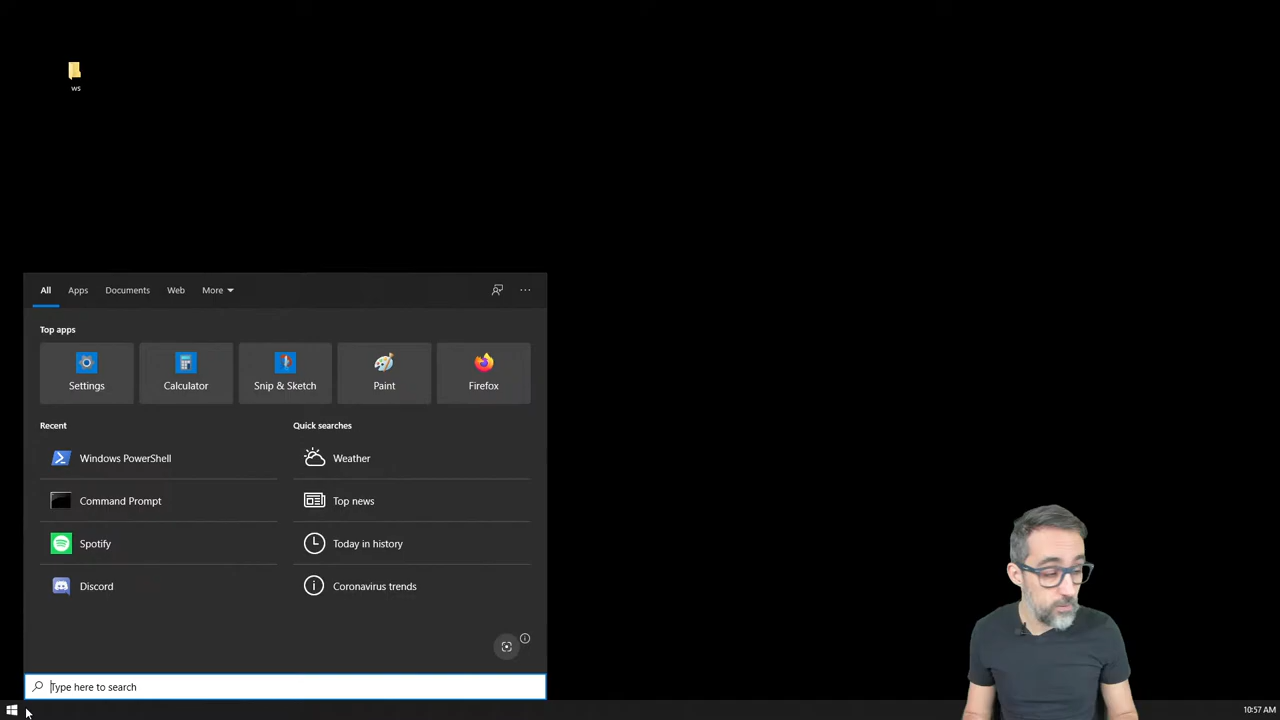 ws
All Apps Documents Web More
Top apps
Settings Calculator Snip & Sketch Paint Firefox
Recent Quick searches
Windows PowerShell Weather
Command Prompt Top news
Spotify Today in history
Discord Coronavirus trends
Type here to search
10:57 AM